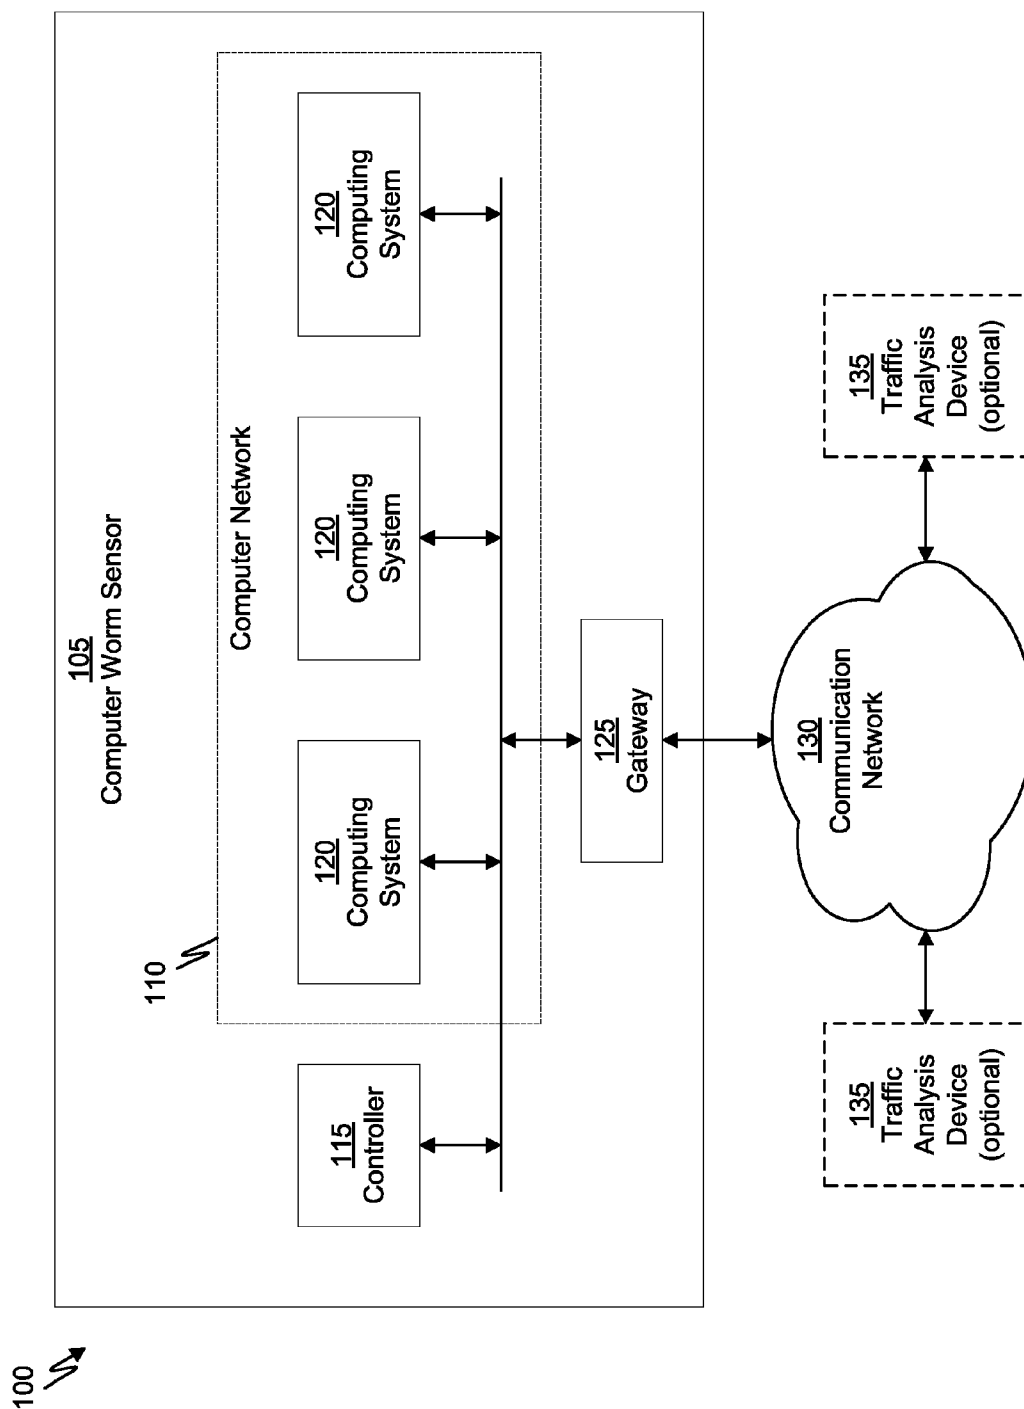 100
105
Computer Worm Sensor
110
Computer Network
115
Controller
120
Computing
System
120
Computing
System
120
Computing
System
125
Gateway
130
Communication
Network
135
Traffic
Analysis
Device
(optional)
135
Traffic
Analysis
Device
(optional)